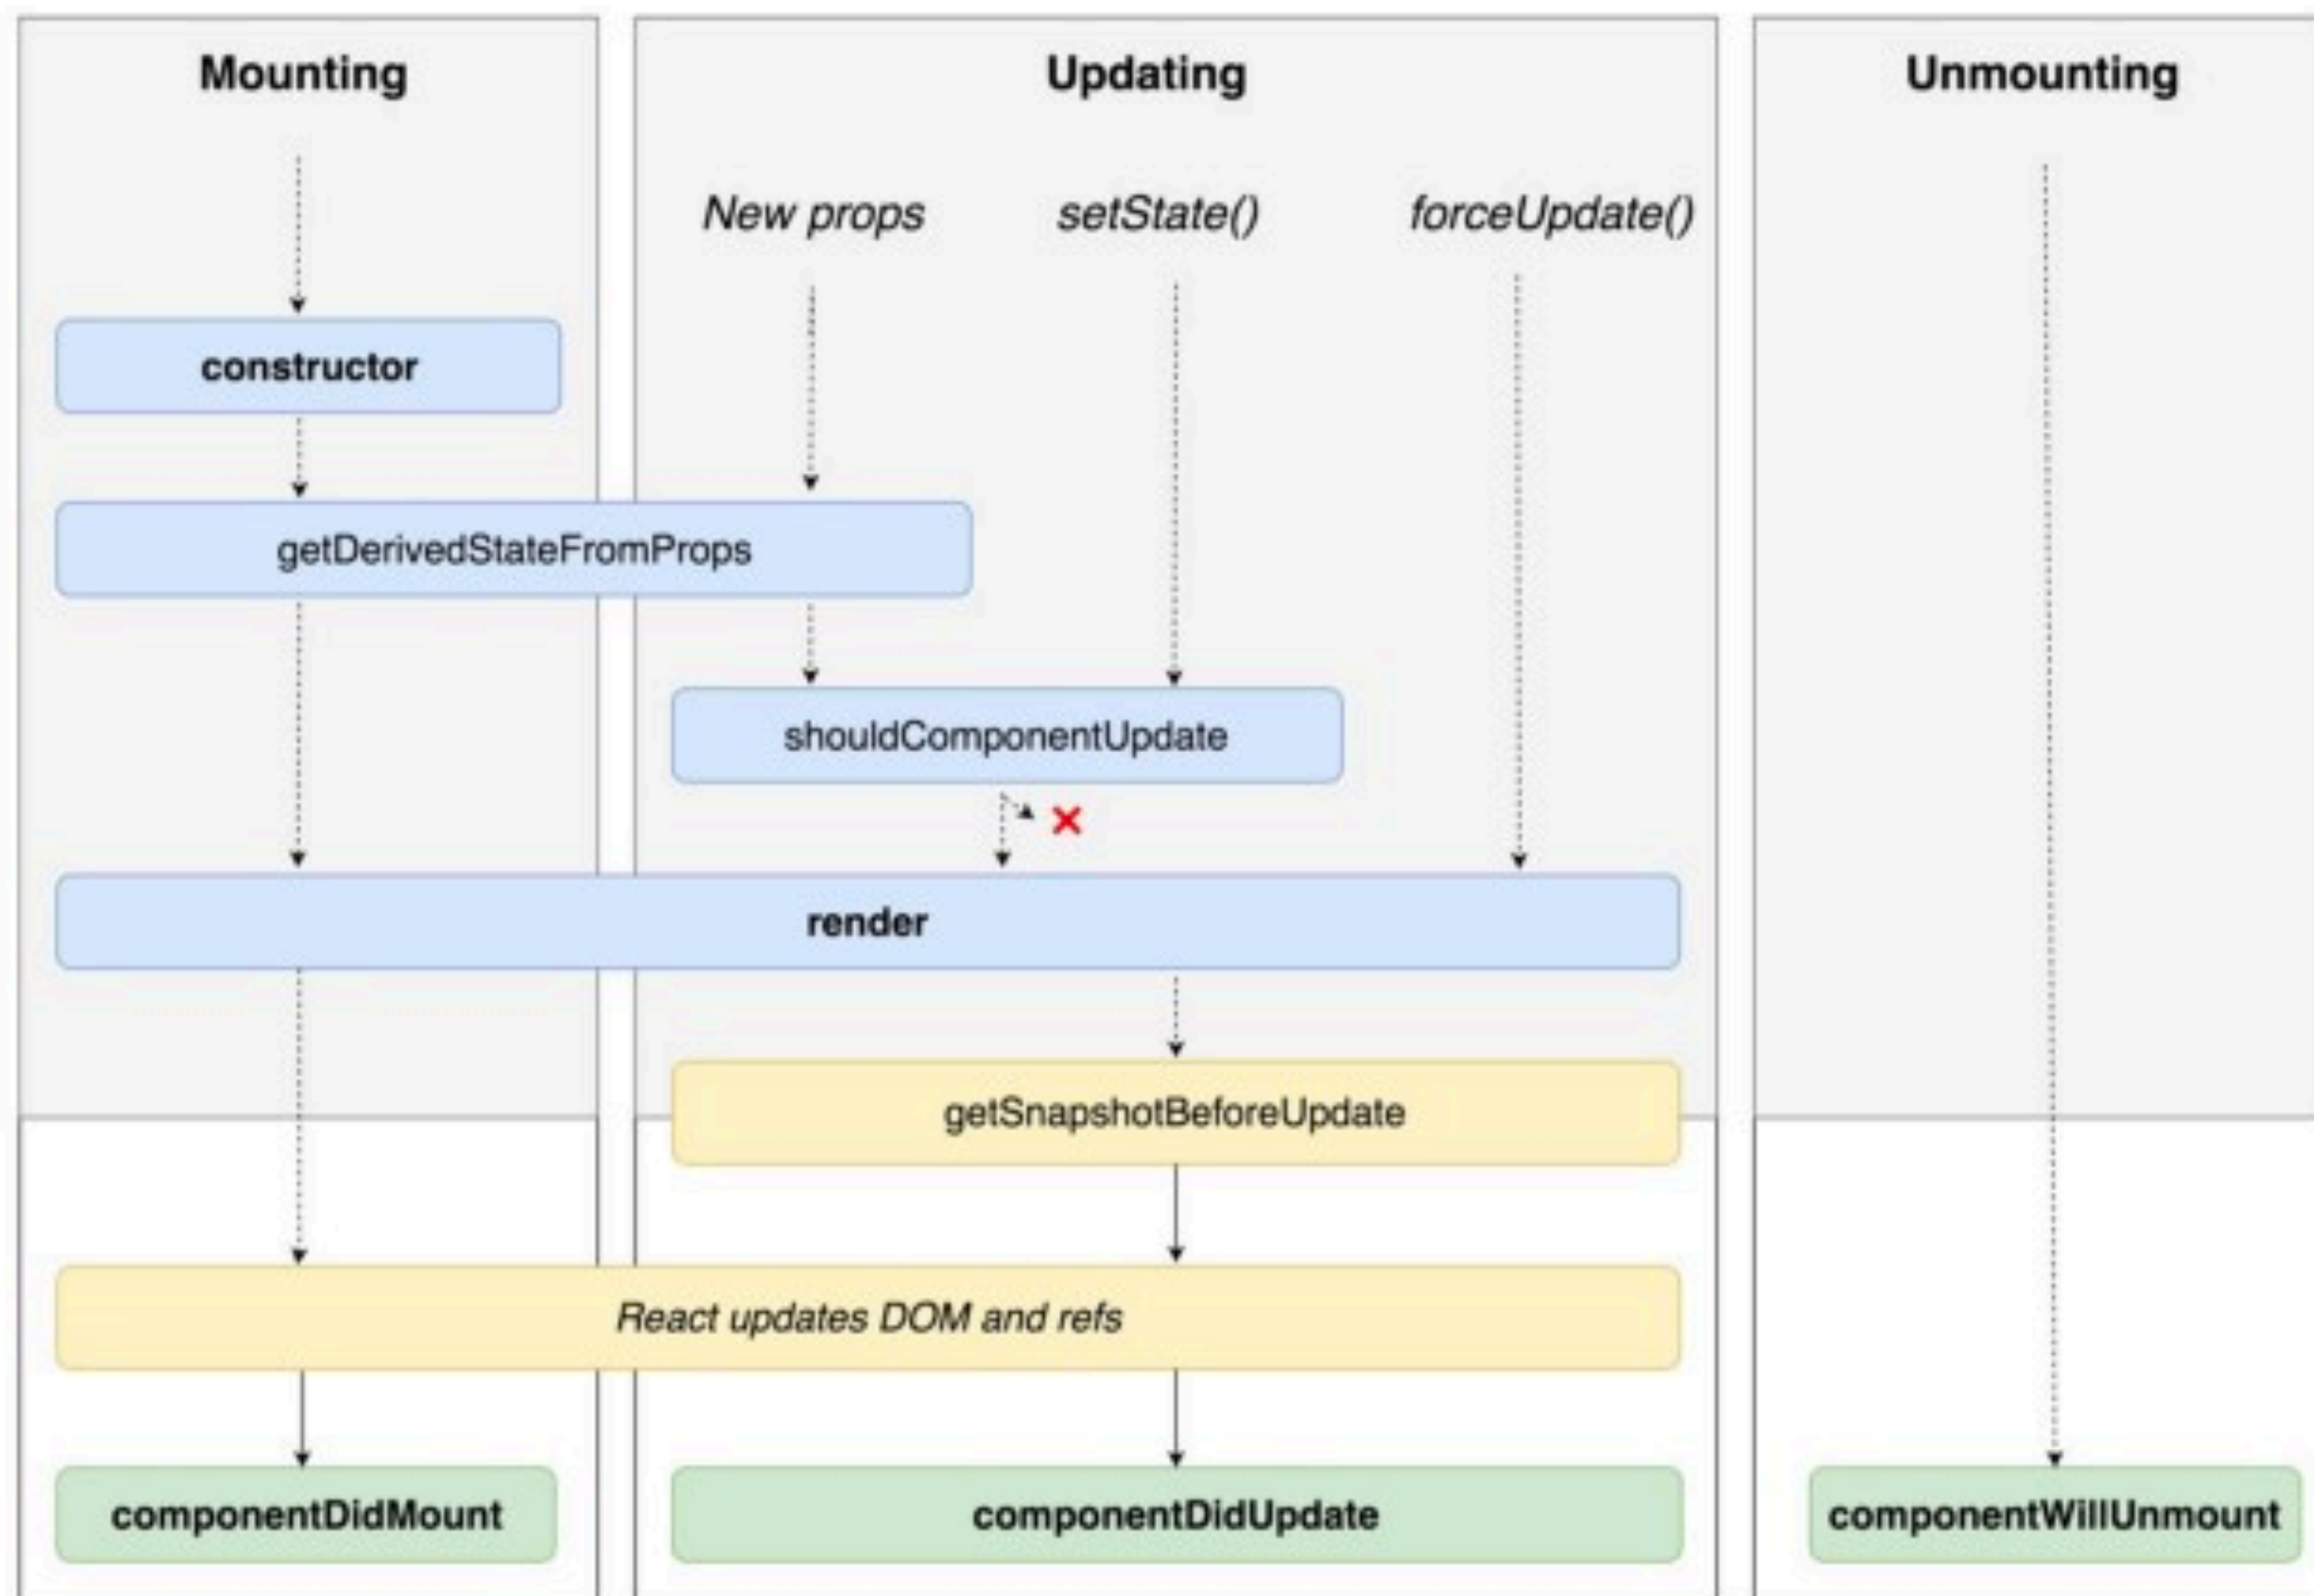 Mounting
Updating
Unmounting
New props
setState()
forceUpdate()
constructor
getDerivedStateFromProps
shouldComponentUpdate
render
getSnapshotBeforeUpdate
React updates DOM and refs
componentDidMount
componentDidUpdate
componentWillUnmount